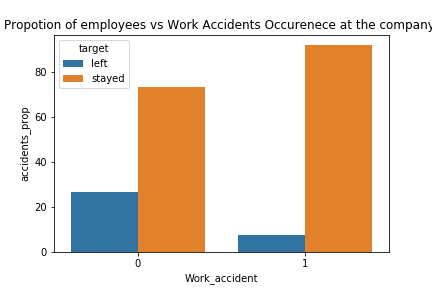 Propotion of employees vs Work Accidents Occurenece at the company
target
left
stayed
80
60
40
20
0
accidents_prop
0
1
Work_accident